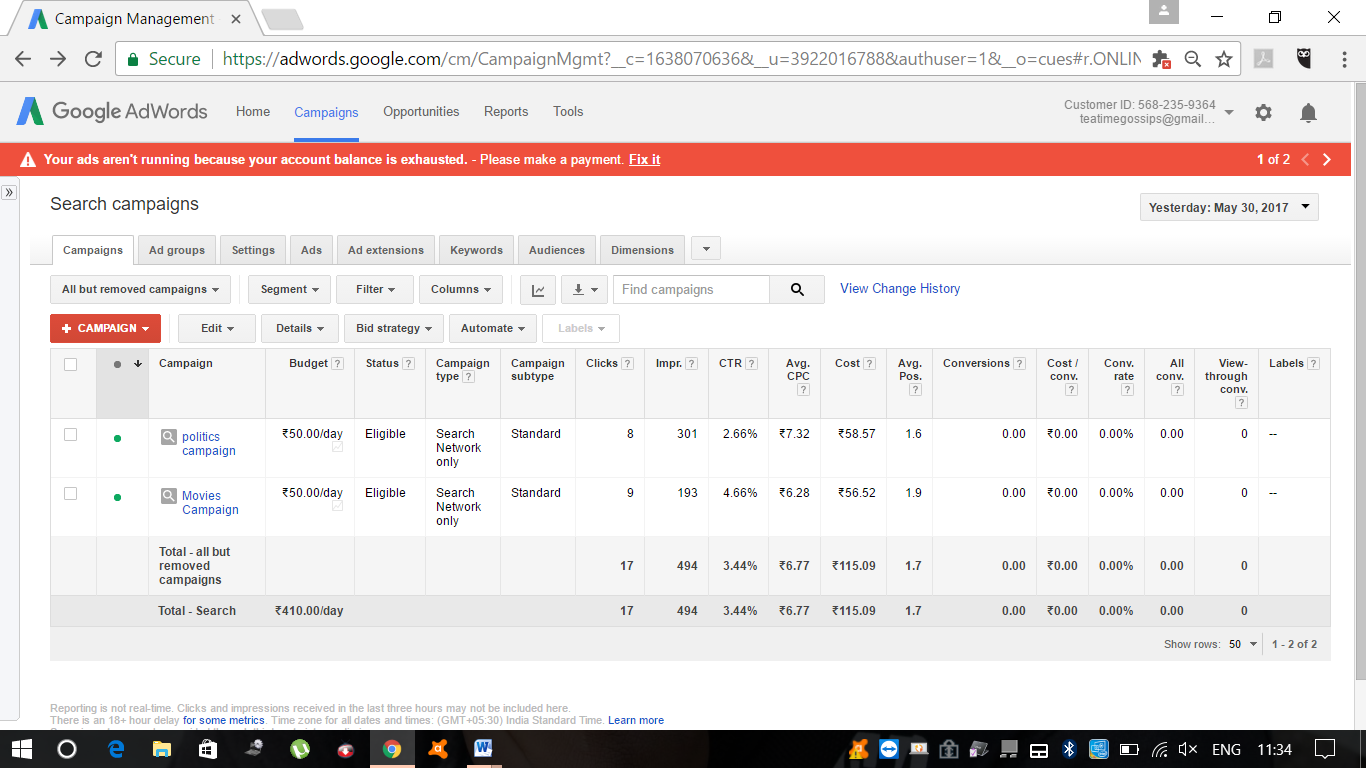 Campaign Management
Secure https://adwords.google.com/cm/CampaignMgmt?__c=1638070636&__u=3922016788&authuser=1&__o=cues#r.ONLIN
Google AdWords Home Campaigns Opportunities Reports Tools
Customer ID: 568-235-9364
teatimegossips@gmail...
Your ads aren't running because your account balance is exhausted. - Please make a payment. Fix it 1 of 2
»
Search campaigns
Yesterday: May 30, 2017
Campaigns Ad groups Settings Ads Ad extensions Keywords Audiences Dimensions
All but removed campaigns Segment Filter Columns Find campaigns View Change History
+ CAMPAIGN Edit Details Bid strategy Automate Labels
Campaign Budget ? Status ? Campaign type ? Campaign subtype Clicks ? Impr. ? CTR ? Avg. CPC ? Cost ? Avg. Pos. ? Conversions ? Cost / conv. ? Conv. rate ? All conv. ? View-through conv. ? Labels ?
politics campaign ₹50.00/day Eligible Search Network only Standard 8 301 2.66% ₹7.32 ₹58.57 1.6 0.00 ₹0.00 0.00% 0.00 0 --
Movies Campaign ₹50.00/day Eligible Search Network only Standard 9 193 4.66% ₹6.28 ₹56.52 1.9 0.00 ₹0.00 0.00% 0.00 0 --
Total - all but removed campaigns 17 494 3.44% ₹6.77 ₹115.09 1.7 0.00 ₹0.00 0.00% 0.00 0
Total - Search ₹410.00/day 17 494 3.44% ₹6.77 ₹115.09 1.7 0.00 ₹0.00 0.00% 0.00 0
Show rows: 50 1 - 2 of 2
Reporting is not real-time. Clicks and impressions received in the last three hours may not be included here.
There is an 18+ hour delay for some metrics. Time zone for all dates and times: (GMT+05:30) India Standard Time. Learn more
ENG 11:34